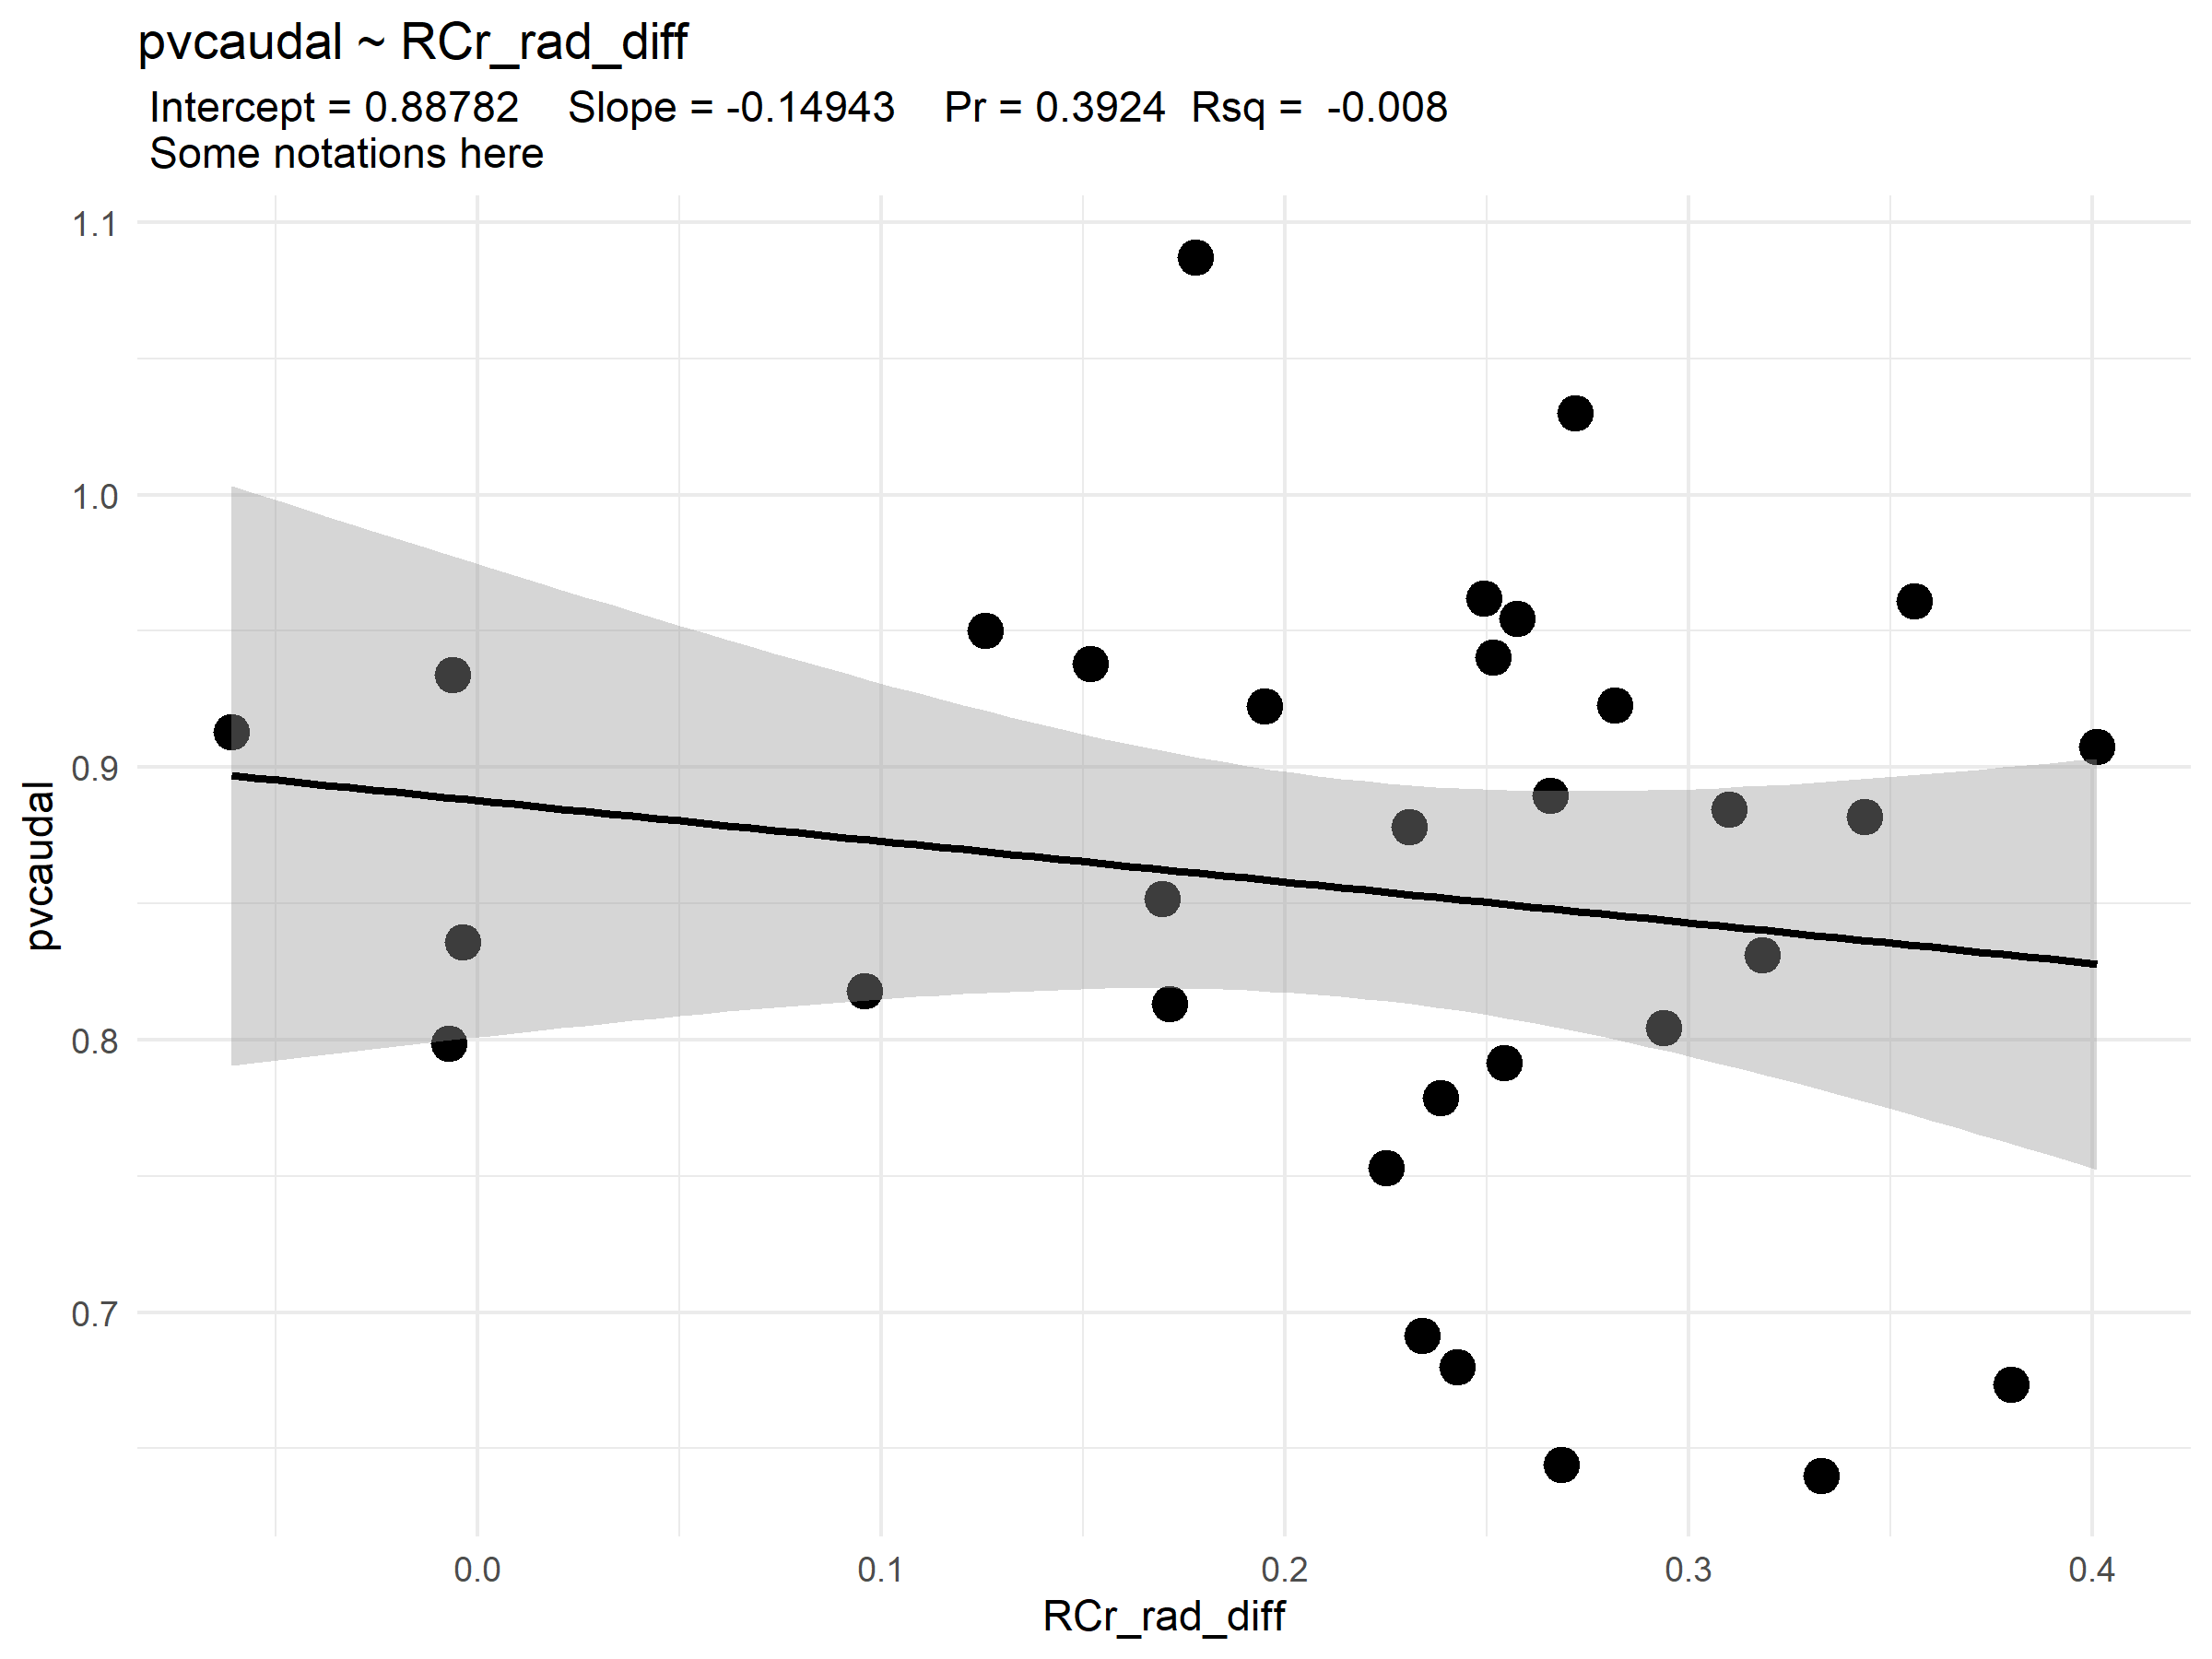 pvcaudal ~ RCr_rad_diff
Intercept = 0.88782 Slope = -0.14943 Pr = 0.3924 Rsq = -0.008
Some notations here
1.1
1.0
0.9
0.8
0.7
pvcaudal
0.0 0.1 0.2 0.3 0.4
RCr_rad_diff